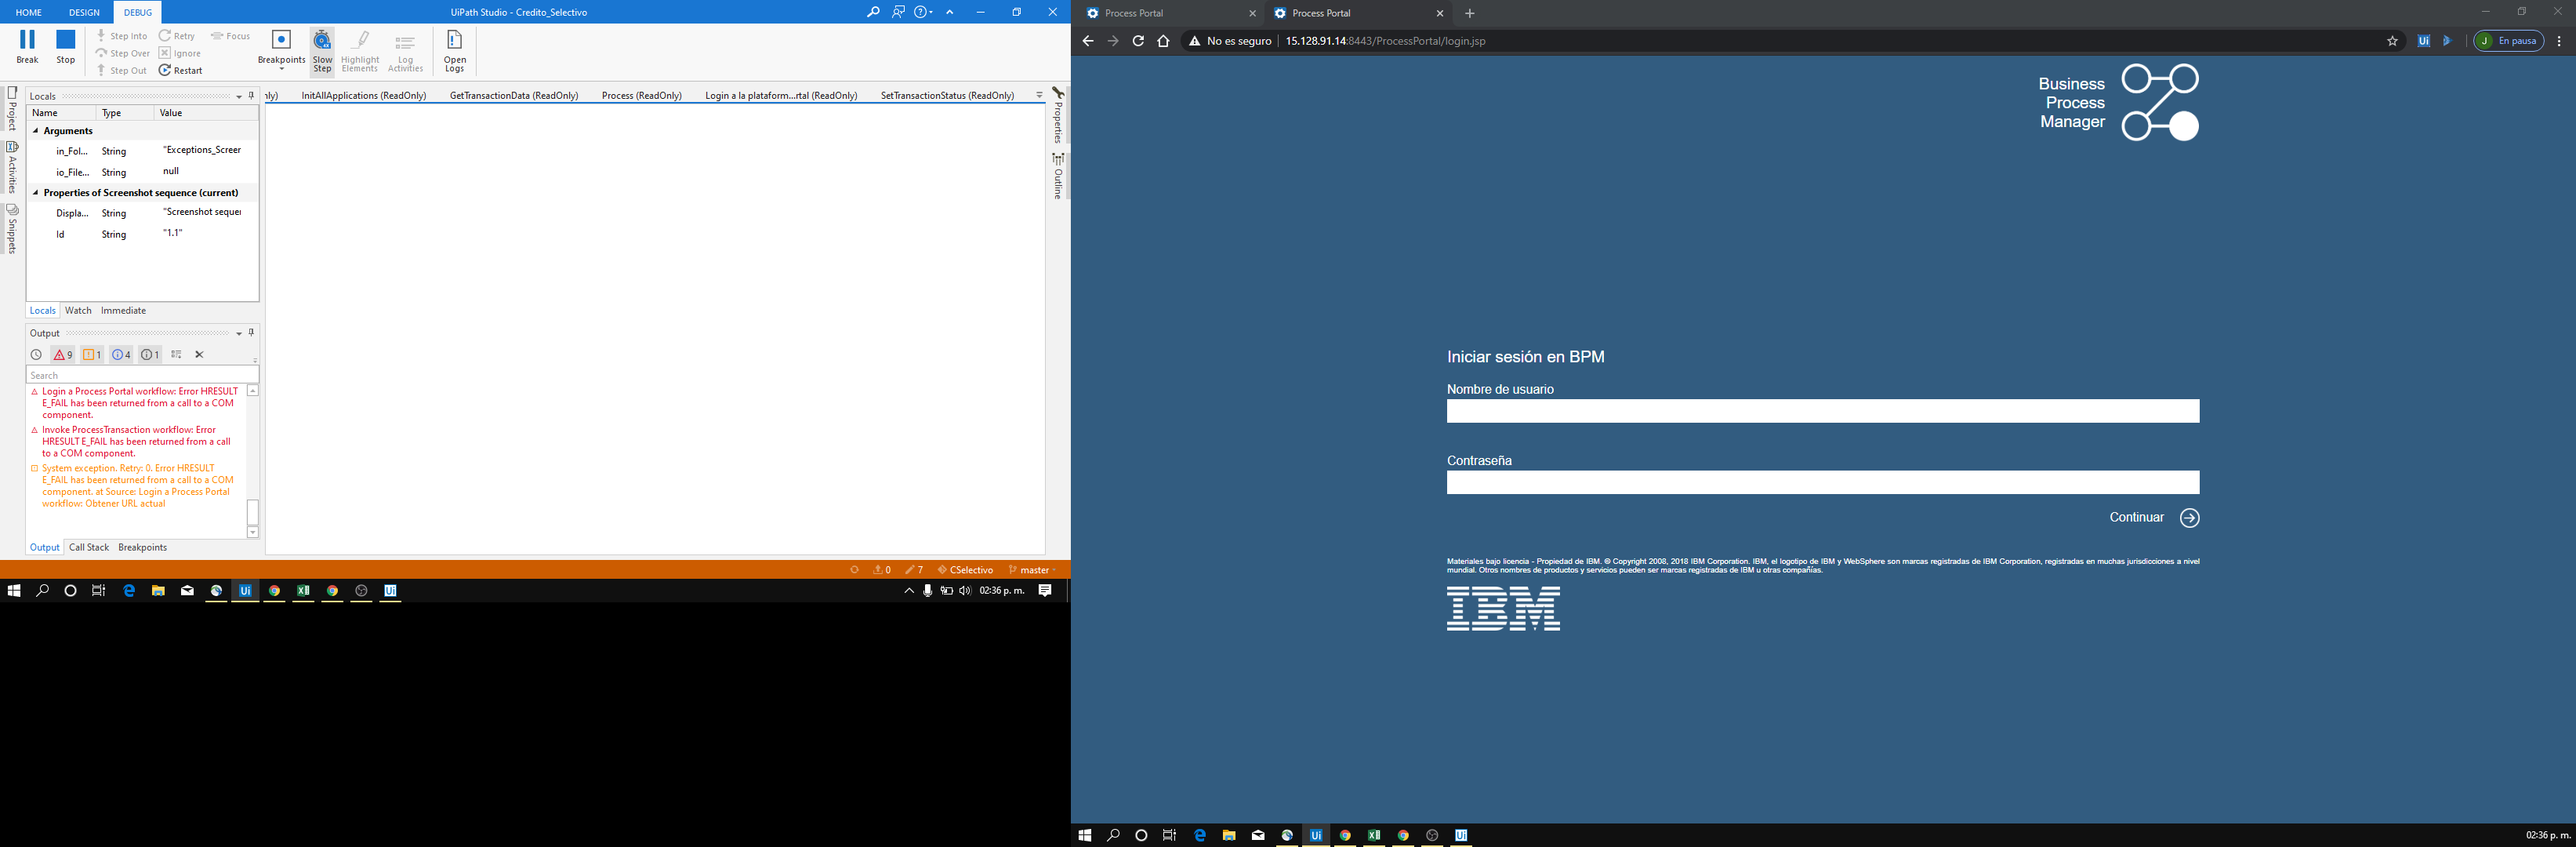 HOME DESIGN DEBUG UiPath Studio - Credito_Selectivo
Break
Stop
Step Into Retry Focus
Step Over Ignore
Step Out Restart
Breakpoints
Slow Step
Highlight Elements
Log Activities
Open Logs
Project
Activities
Snippets
Locals
Name Type Value
Arguments
in_Fol... String "Exceptions_Screer
io_File... String null
Properties of Screenshot sequence (current)
Displa... String "Screenshot sequer
Id String "1.1"
Locals Watch Immediate
Output
9 1 4 1
Search
Login a Process Portal workflow: Error HRESULT
E_FAIL has been returned from a call to a COM
component.
Invoke ProcessTransaction workflow: Error
HRESULT E_FAIL has been returned from a call
to a COM component.
System exception. Retry: 0. Error HRESULT
E_FAIL has been returned from a call to a COM
component. at Source: Login a Process Portal
workflow: Obtener URL actual
Output Call Stack Breakpoints
nly) InitAllApplications (ReadOnly) GetTransactionData (ReadOnly) Process (ReadOnly) Login a la plataform...rtal (ReadOnly) SetTransactionStatus (ReadOnly)
Properties
Outline
0 7 CSelectivo master
02:36 p. m.
Process Portal Process Portal
No es seguro 15.128.91.14:8443/ProcessPortal/login.jsp
Ui J En pausa
Business
Process
Manager
Iniciar sesión en BPM
Nombre de usuario
Contraseña
Continuar
Materiales bajo licencia - Propiedad de IBM. © Copyright 2008, 2018 IBM Corporation. IBM, el logotipo de IBM y WebSphere son marcas registradas de IBM Corporation, registradas en muchas jurisdicciones a nivel
mundial. Otros nombres de productos y servicios pueden ser marcas registradas de IBM u otras compañías.
IBM
02:36 p. m.